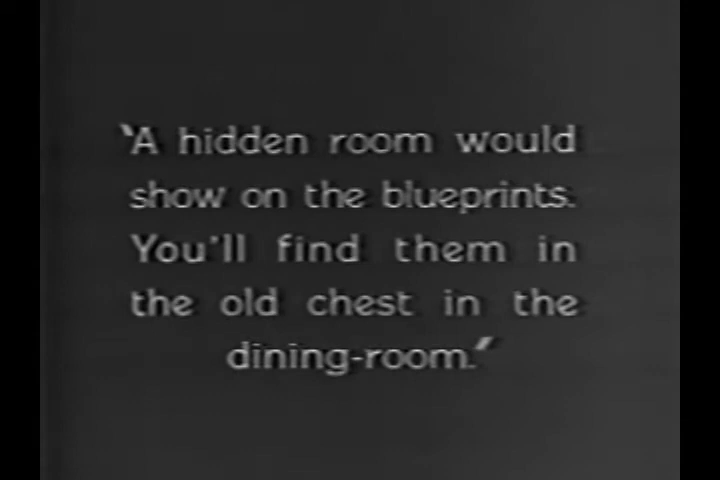 "A hidden room would
show on the blueprints.
You'll find them in
the old chest in the
dining-room."